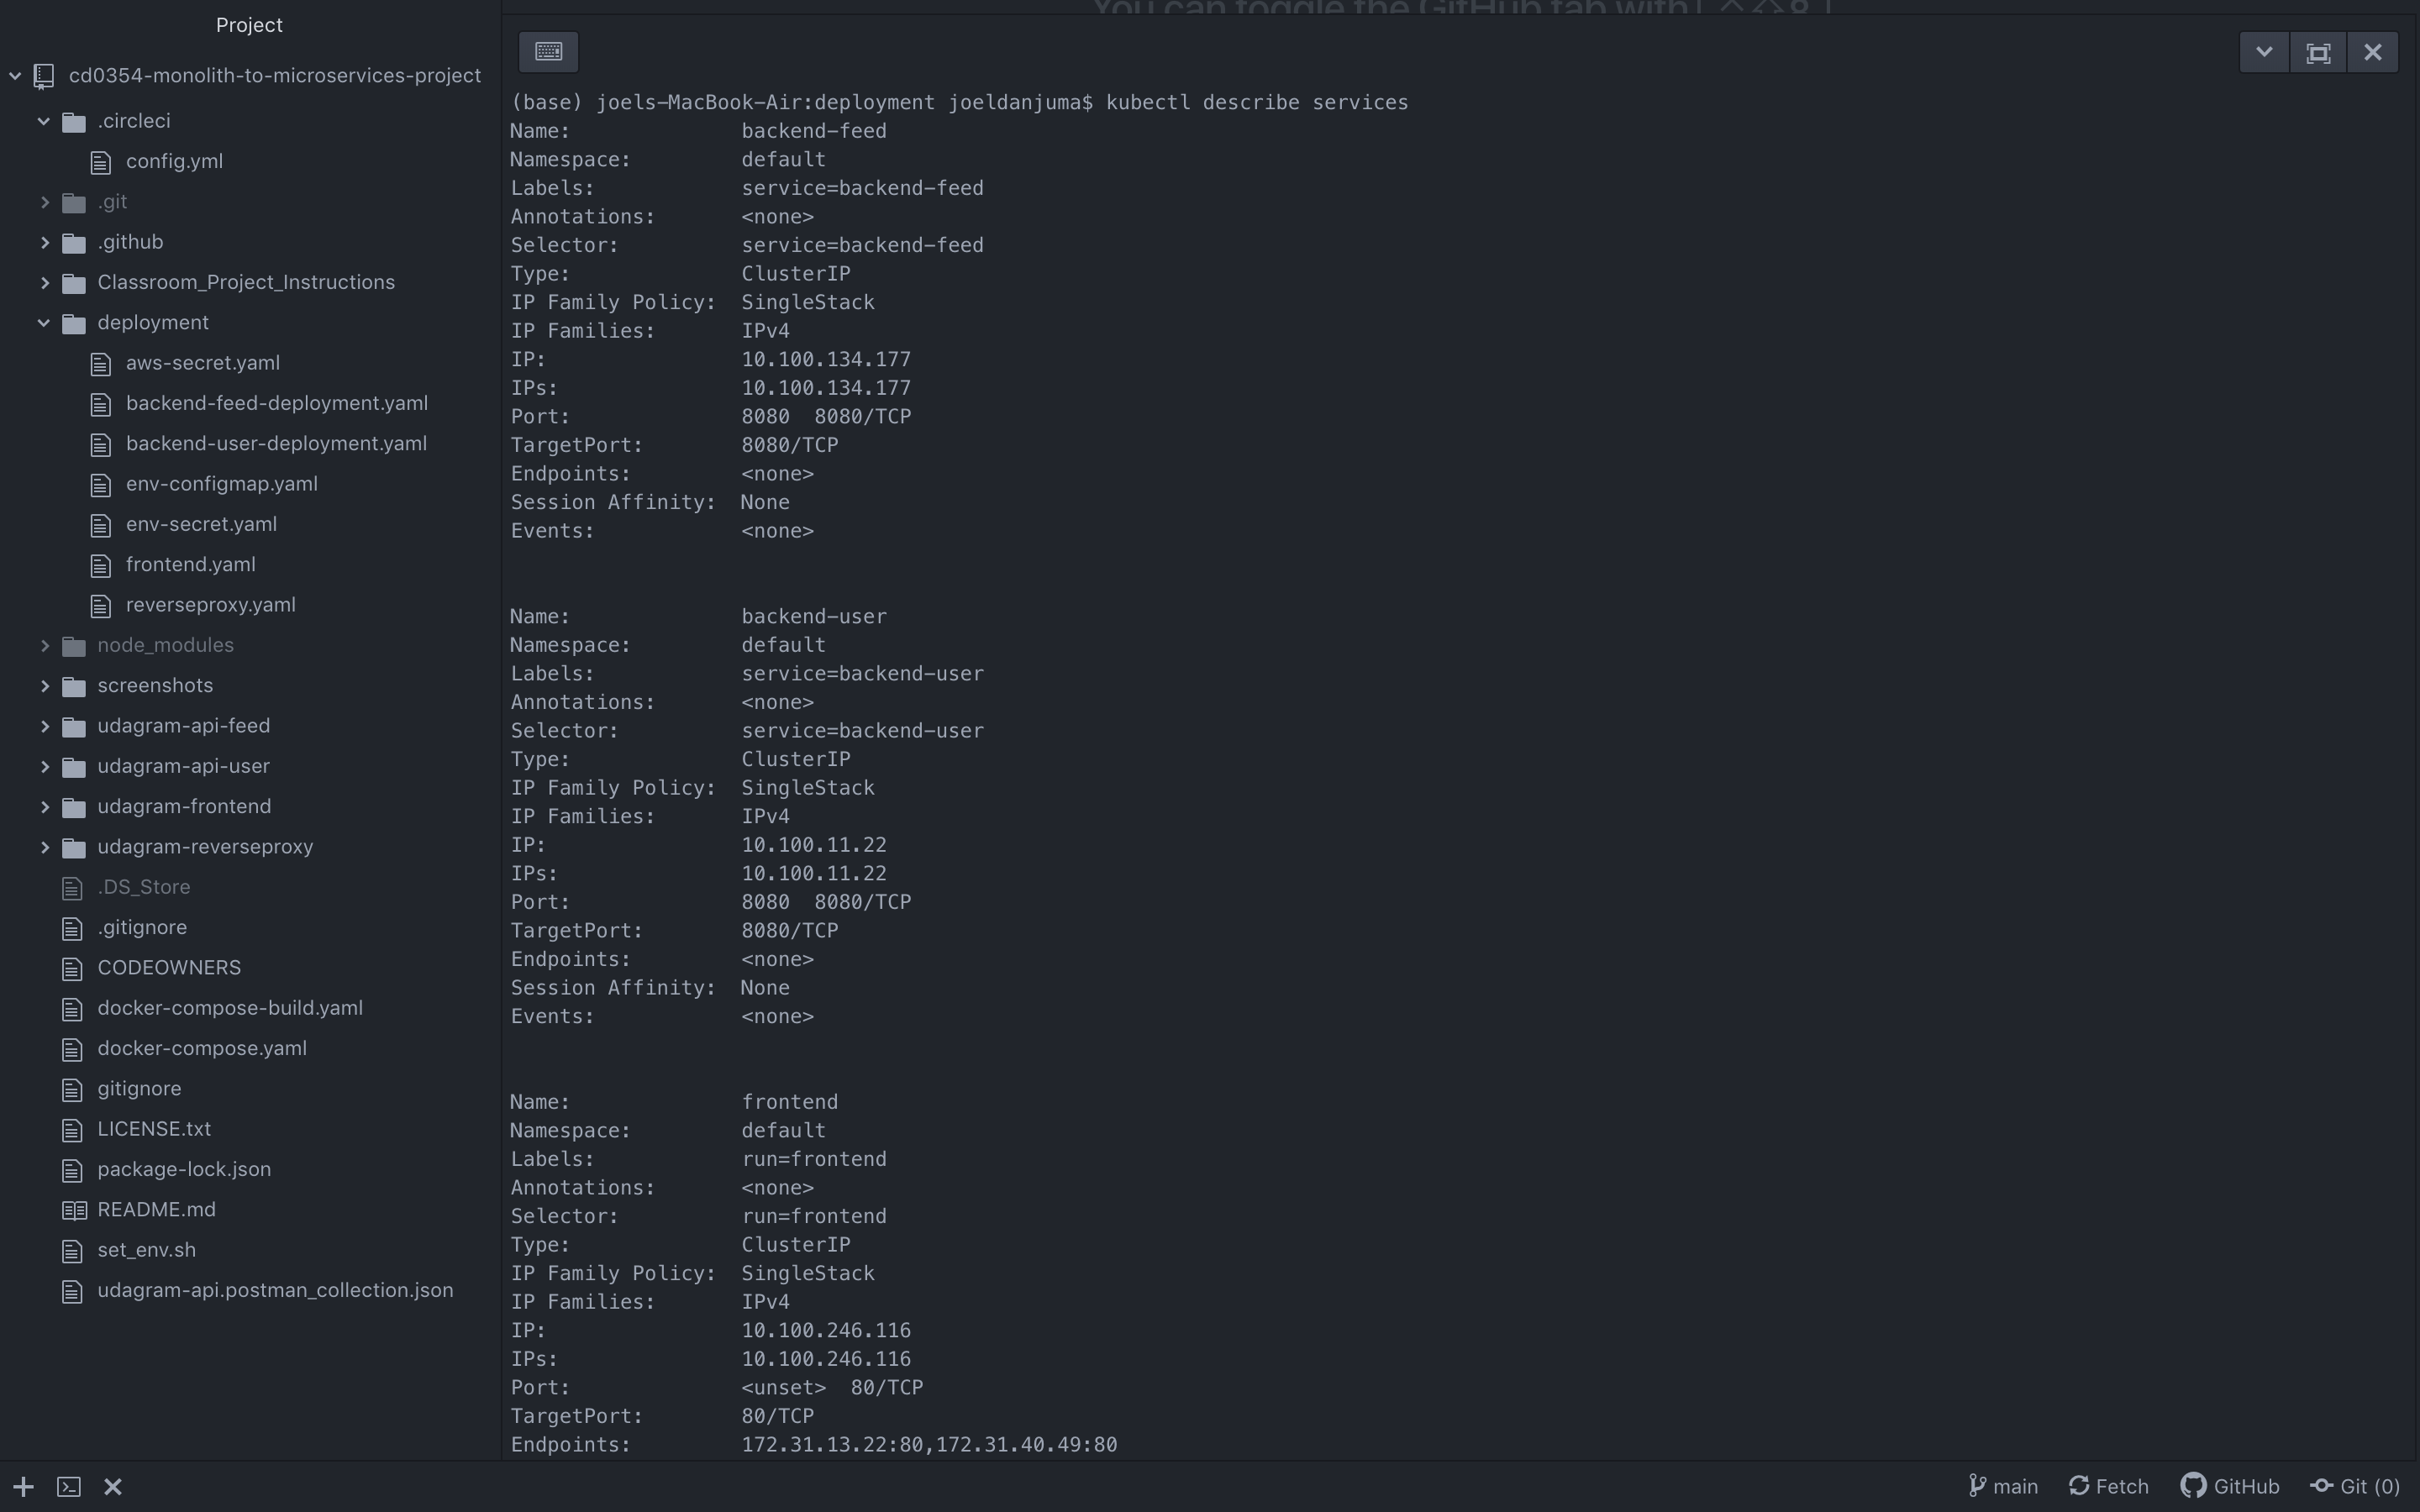 You can toggle the GitHub tab with
Project
cd0354-monolith-to-microservices-project
.circleci
config.yml
.git
.github
Classroom_Project_Instructions
deployment
aws-secret.yaml
backend-feed-deployment.yaml
backend-user-deployment.yaml
env-configmap.yaml
env-secret.yaml
frontend.yaml
reverseproxy.yaml
node_modules
screenshots
udagram-api-feed
udagram-api-user
udagram-frontend
udagram-reverseproxy
.DS_Store
.gitignore
CODEOWNERS
docker-compose-build.yaml
docker-compose.yaml
gitignore
LICENSE.txt
package-lock.json
README.md
set_env.sh
udagram-api.postman_collection.json
(base) joels-MacBook-Air:deployment joeldanjuma$ kubectl describe services
Name: backend-feed
Namespace: default
Labels: service=backend-feed
Annotations: <none>
Selector: service=backend-feed
Type: ClusterIP
IP Family Policy: SingleStack
IP Families: IPv4
IP: 10.100.134.177
IPs: 10.100.134.177
Port: 8080 8080/TCP
TargetPort: 8080/TCP
Endpoints: <none>
Session Affinity: None
Events: <none>
Name: backend-user
Namespace: default
Labels: service=backend-user
Annotations: <none>
Selector: service=backend-user
Type: ClusterIP
IP Family Policy: SingleStack
IP Families: IPv4
IP: 10.100.11.22
IPs: 10.100.11.22
Port: 8080 8080/TCP
TargetPort: 8080/TCP
Endpoints: <none>
Session Affinity: None
Events: <none>
Name: frontend
Namespace: default
Labels: run=frontend
Annotations: <none>
Selector: run=frontend
Type: ClusterIP
IP Family Policy: SingleStack
IP Families: IPv4
IP: 10.100.246.116
IPs: 10.100.246.116
Port: <unset> 80/TCP
TargetPort: 80/TCP
Endpoints: 172.31.13.22:80,172.31.40.49:80
main Fetch GitHub Git (0)